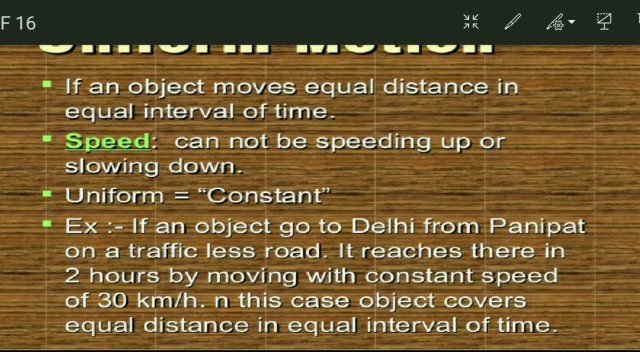 F 16
Uniform Motion
If an object moves equal distance in
equal interval of time.
Speed: can not be speeding up or
slowing down.
Uniform = “Constant”
Ex :- If an object go to Delhi from Panipat
on a traffic less road. It reaches there in
2 hours by moving with constant speed
of 30 km/h. n this case object covers
equal distance in equal interval of time.